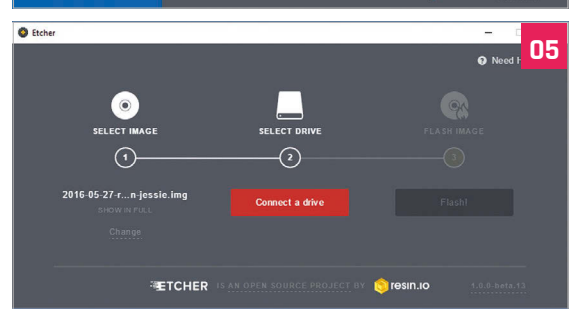 Etcher
05
Need H
SELECT IMAGE
SELECT DRIVE
FLASH IMAGE
1
2
3
2016-05-27-r...n-jessie.img
Connect a drive
Flash!
SHOW IN FULL
Change
ETCHER IS AN OPEN SOURCE PROJECT BY resin.io 1.0.0-beta.13